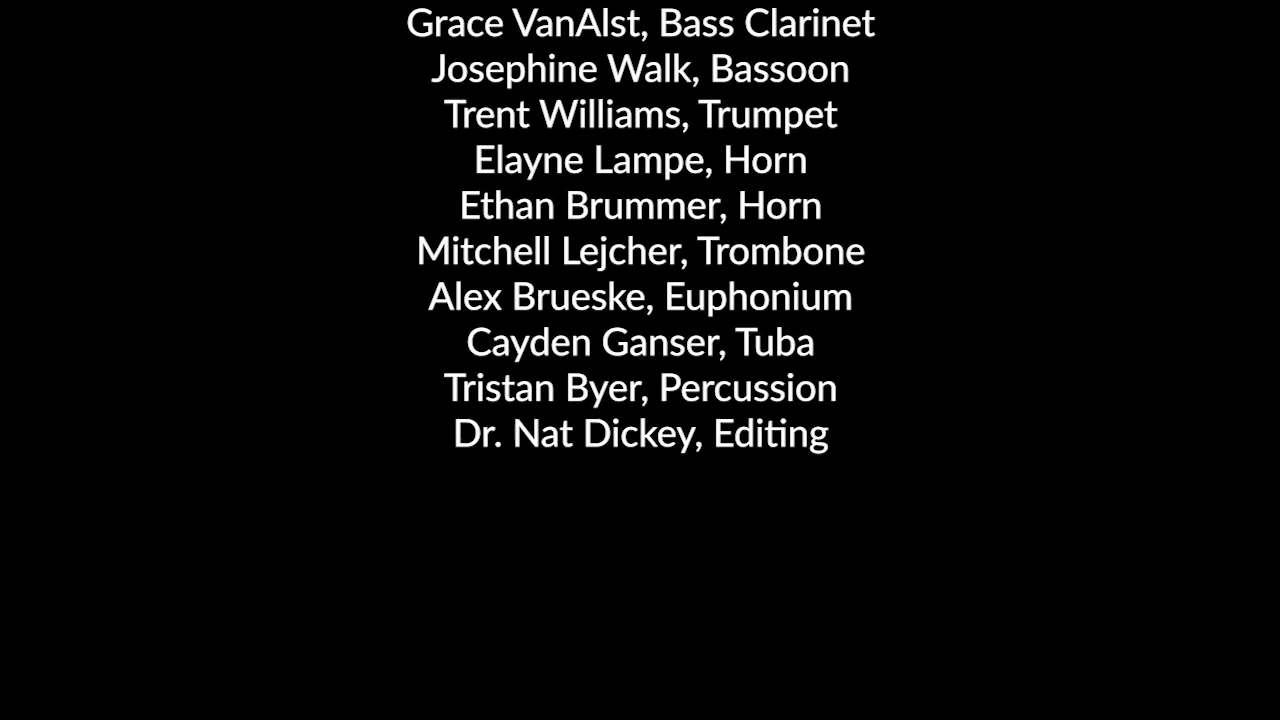 Grace VanAlst, Bass Clarinet
Josephine Walk, Bassoon
Trent Williams, Trumpet
Elayne Lampe, Horn
Ethan Brummer, Horn
Mitchell Lejcher, Trombone
Alex Brueske, Euphonium
Cayden Ganser, Tuba
Tristan Byer, Percussion
Dr. Nat Dickey, Editing